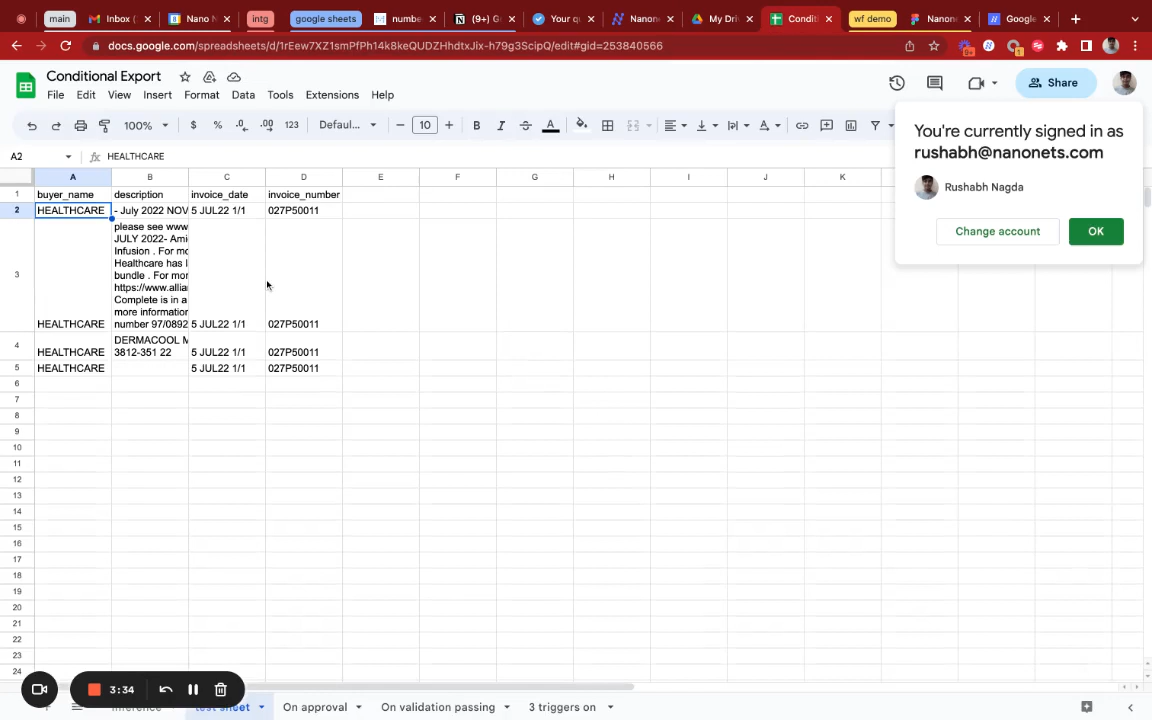 main
Inbox (
Nano N
intg
google sheets
numbe
(9+) G
Your q
Nanone
My Dri
Conditi
wf demo
Nanone
Google
docs.google.com/spreadsheets/d/1rEew7XZ1smPfPh14k8keQUDZHhdtxJix-h79g3ScipQ/edit#gid=253840566
Conditional Export
File Edit View Insert Format Data Tools Extensions Help
Share
100% $ % .0 .00 123 Defaul... 10 B I A
You're currently signed in as
rushabh@nanonets.com
Rushabh Nagda
Change account OK
A2 fx HEALTHCARE
A B C D E F G H I J K
1 buyer_name description invoice_date invoice_number
2 HEALTHCARE - July 2022 NOV 5 JUL22 1/1 027P50011
please see www
JULY 2022- Ami
Infusion . For mo
Healthcare has l
bundle . For mor
3 https://www.allia
Complete is in a
more information
HEALTHCARE number 97/0892 5 JUL22 1/1 027P50011
DERMACOOL M
4 HEALTHCARE 3812-351 22 5 JUL22 1/1 027P50011
5 HEALTHCARE 5 JUL22 1/1 027P50011
6
7
8
9
10
11
12
13
14
15
16
17
18
19
20
21
22
23
24
3:34
test sheet On approval On validation passing 3 triggers on